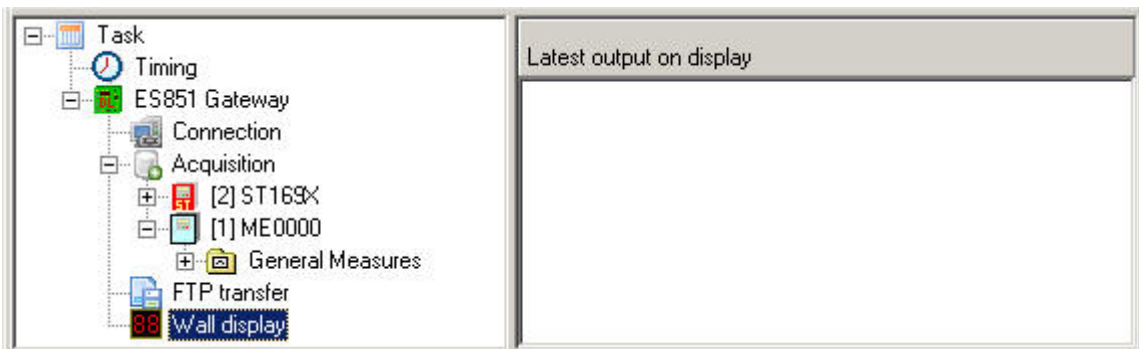 Task
Timing
ES851 Gateway
Connection
Acquisition
[2] ST169X
[1] ME0000
General Measures
FTP transfer
88 Wall display
Latest output on display